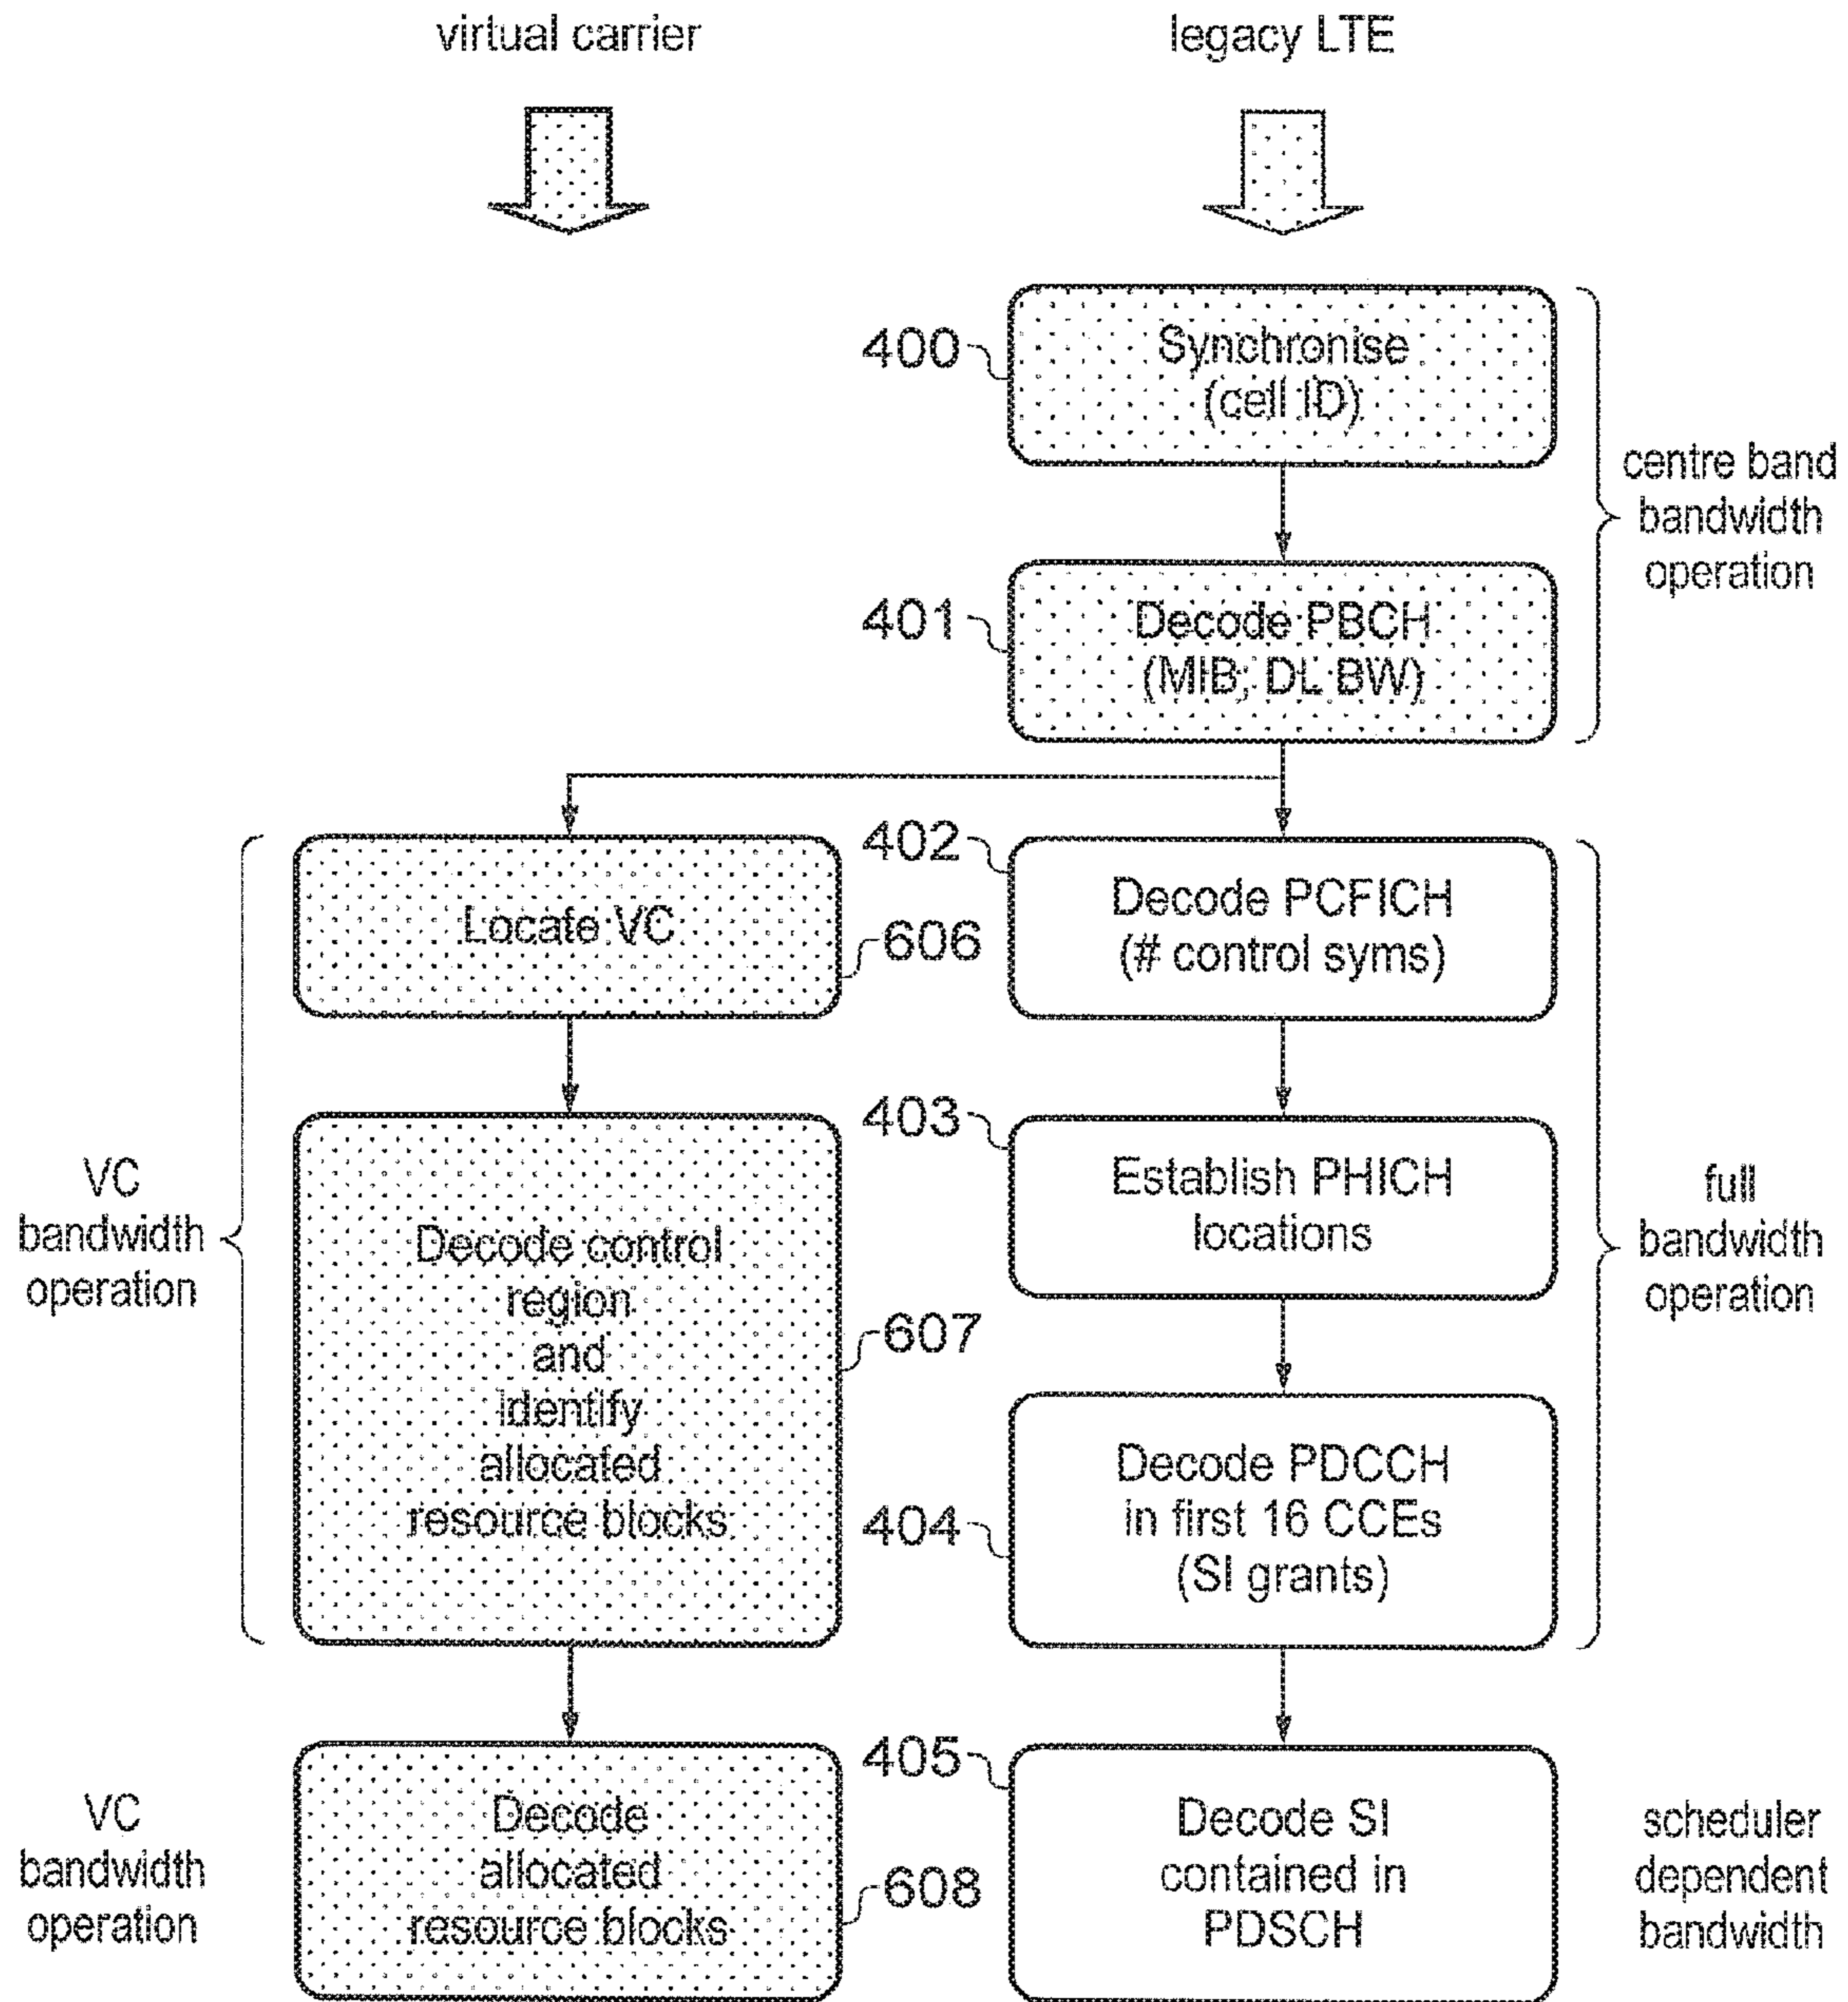 virtual carrier
legacy LTE
400
Synchronise
(cell ID)
centre band
bandwidth
operation
401
Decode PBCH
(MIB, DL BW)
Locate VC
606
402
Decode PCFICH
(# control syms)
VC
bandwidth
operation
Decode control
region
and
identify
allocated
resource blocks
607
403
Establish PHICH
locations
full
bandwidth
operation
404
Decode PDCCH
in first 16 CCEs
(SI grants)
VC
bandwidth
operation
Decode
allocated
resource blocks
608
405
Decode SI
contained in
PDSCH
scheduler
dependent
bandwidth